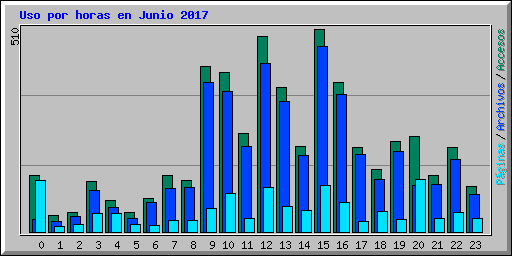 Uso por horas en Junio 2017
510
Páginas / Archivos / Accesos
0 1 2 3 4 5 6 7 8 9 10 11 12 13 14 15 16 17 18 19 20 21 22 23